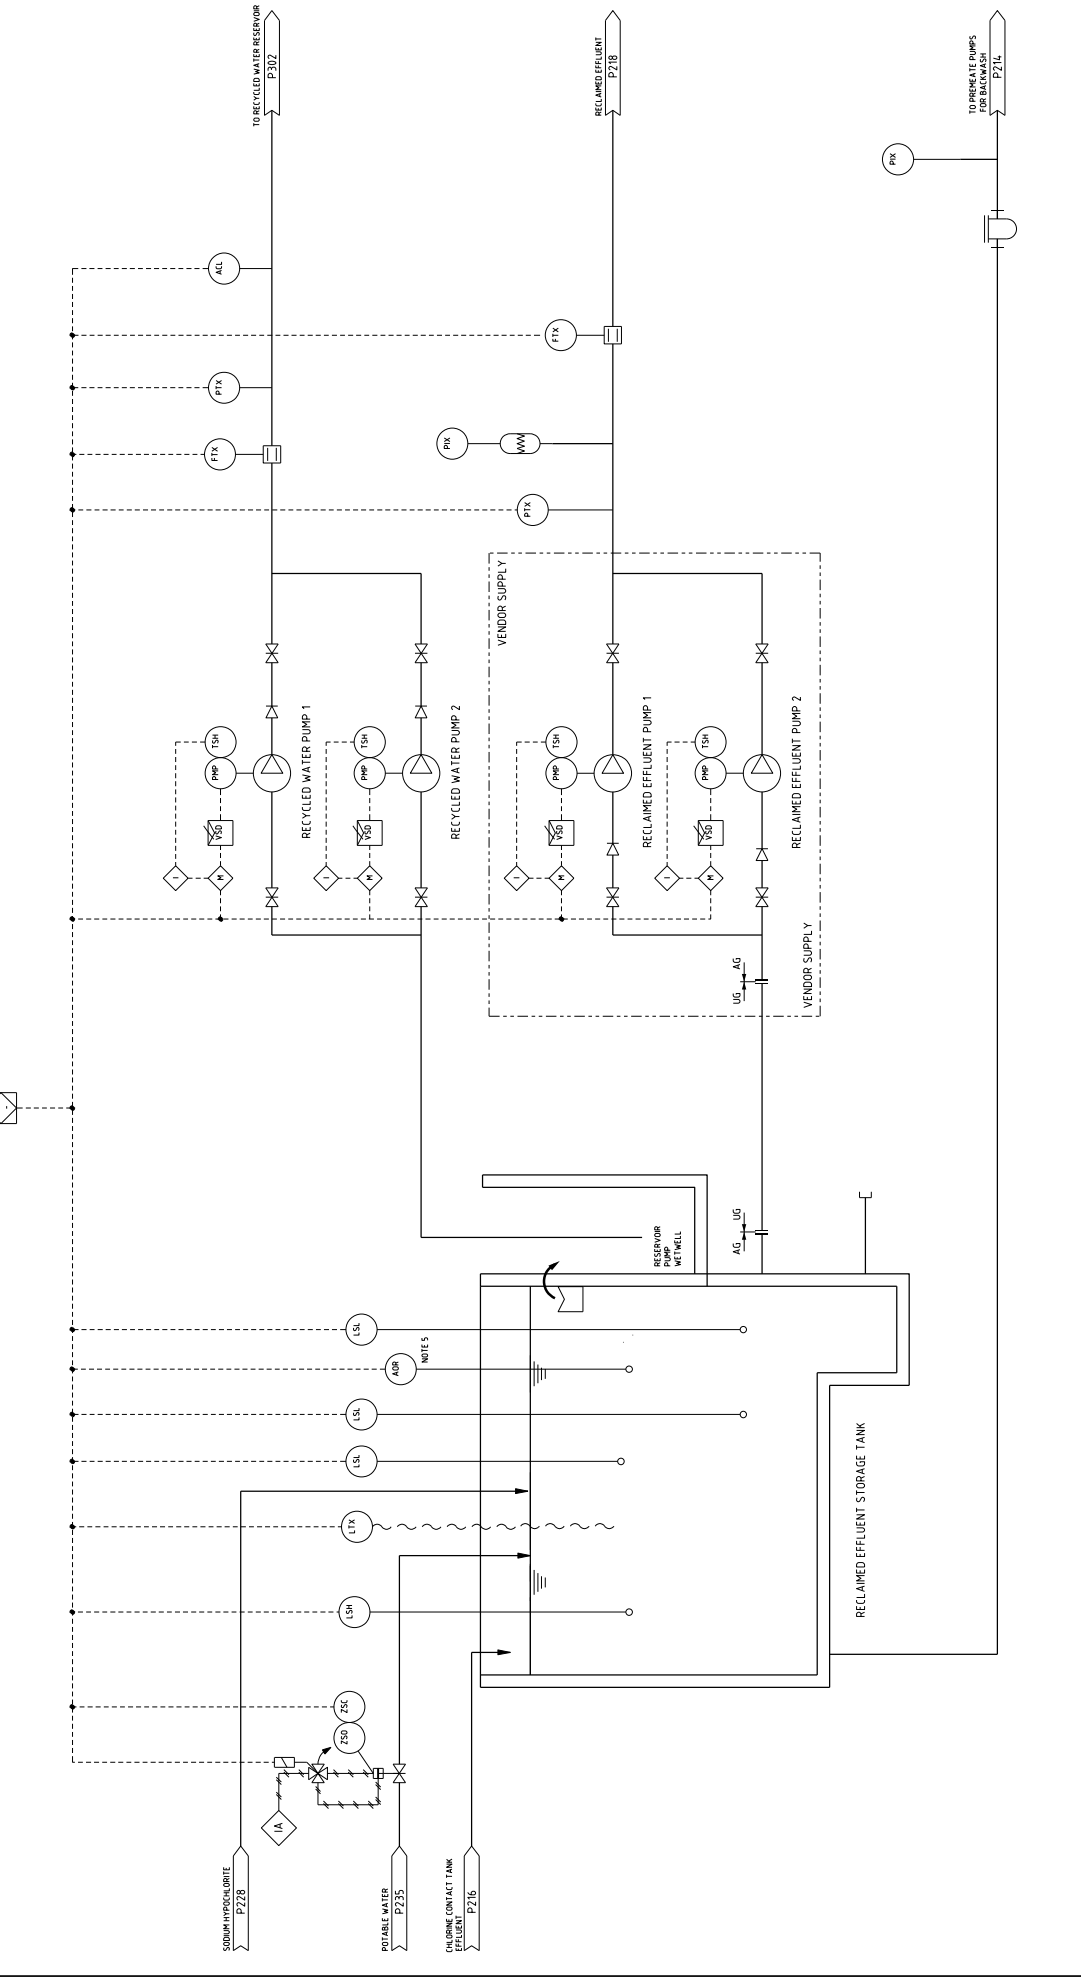 TO RECYCLED WATER RESERVOIR
P302
RECLAIMED EFFLUENT
P218
TO PREMEATE PUMPS
FOR BACKWASH
P214
PIX
ACL
FTX
PTX
FTX
PIX
PTX
VENDOR SUPPLY
TSH
PMP
VSD
I
M
RECYCLED WATER PUMP 1
TSH
PMP
VSD
I
M
RECYCLED WATER PUMP 2
TSH
PMP
VSD
I
M
RECLAIMED EFFLUENT PUMP 1
TSH
PMP
VSD
I
M
RECLAIMED EFFLUENT PUMP 2
UG AG
VENDOR SUPPLY
RESERVOIR
PUMP
WETWELL
AG UG
LSL
AOR
NOTE 5
LSL
LSL
LTX
LSH
RECLAIMED EFFLUENT STORAGE TANK
ZSC
ZSO
IA
SODIUM HYPOCHLORITE
P228
POTABLE WATER
P235
CHLORINE CONTACT TANK
EFFLUENT
P216